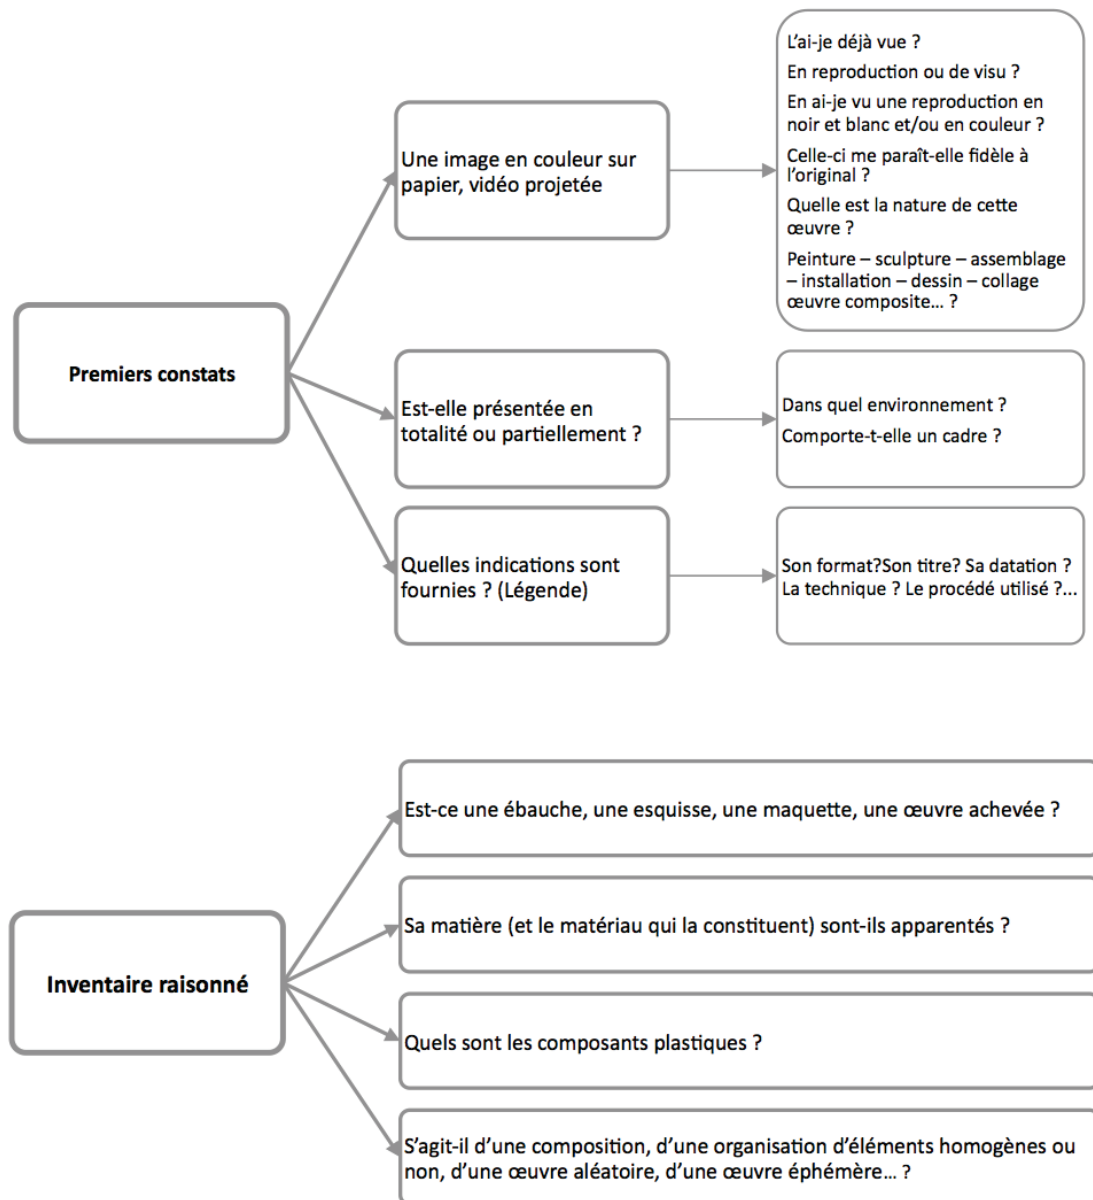 Premiers constats
Une image en couleur sur
papier, vidéo projetée
L’ai-je déjà vue ?
En reproduction ou de visu ?
En ai-je vu une reproduction en
noir et blanc et/ou en couleur ?
Celle-ci me paraît-elle fidèle à
l’original ?
Quelle est la nature de cette
œuvre ?
Peinture – sculpture – assemblage
– installation – dessin – collage
œuvre composite… ?
Est-elle présentée en
totalité ou partiellement ?
Dans quel environnement ?
Comporte-t-elle un cadre ?
Quelles indications sont
fournies ? (Légende)
Son format?Son titre? Sa datation ?
La technique ? Le procédé utilisé ?...
Inventaire raisonné
Est-ce une ébauche, une esquisse, une maquette, une œuvre achevée ?
Sa matière (et le matériau qui la constituent) sont-ils apparentés ?
Quels sont les composants plastiques ?
S’agit-il d’une composition, d’une organisation d’éléments homogènes ou
non, d’une œuvre aléatoire, d’une œuvre éphémère… ?